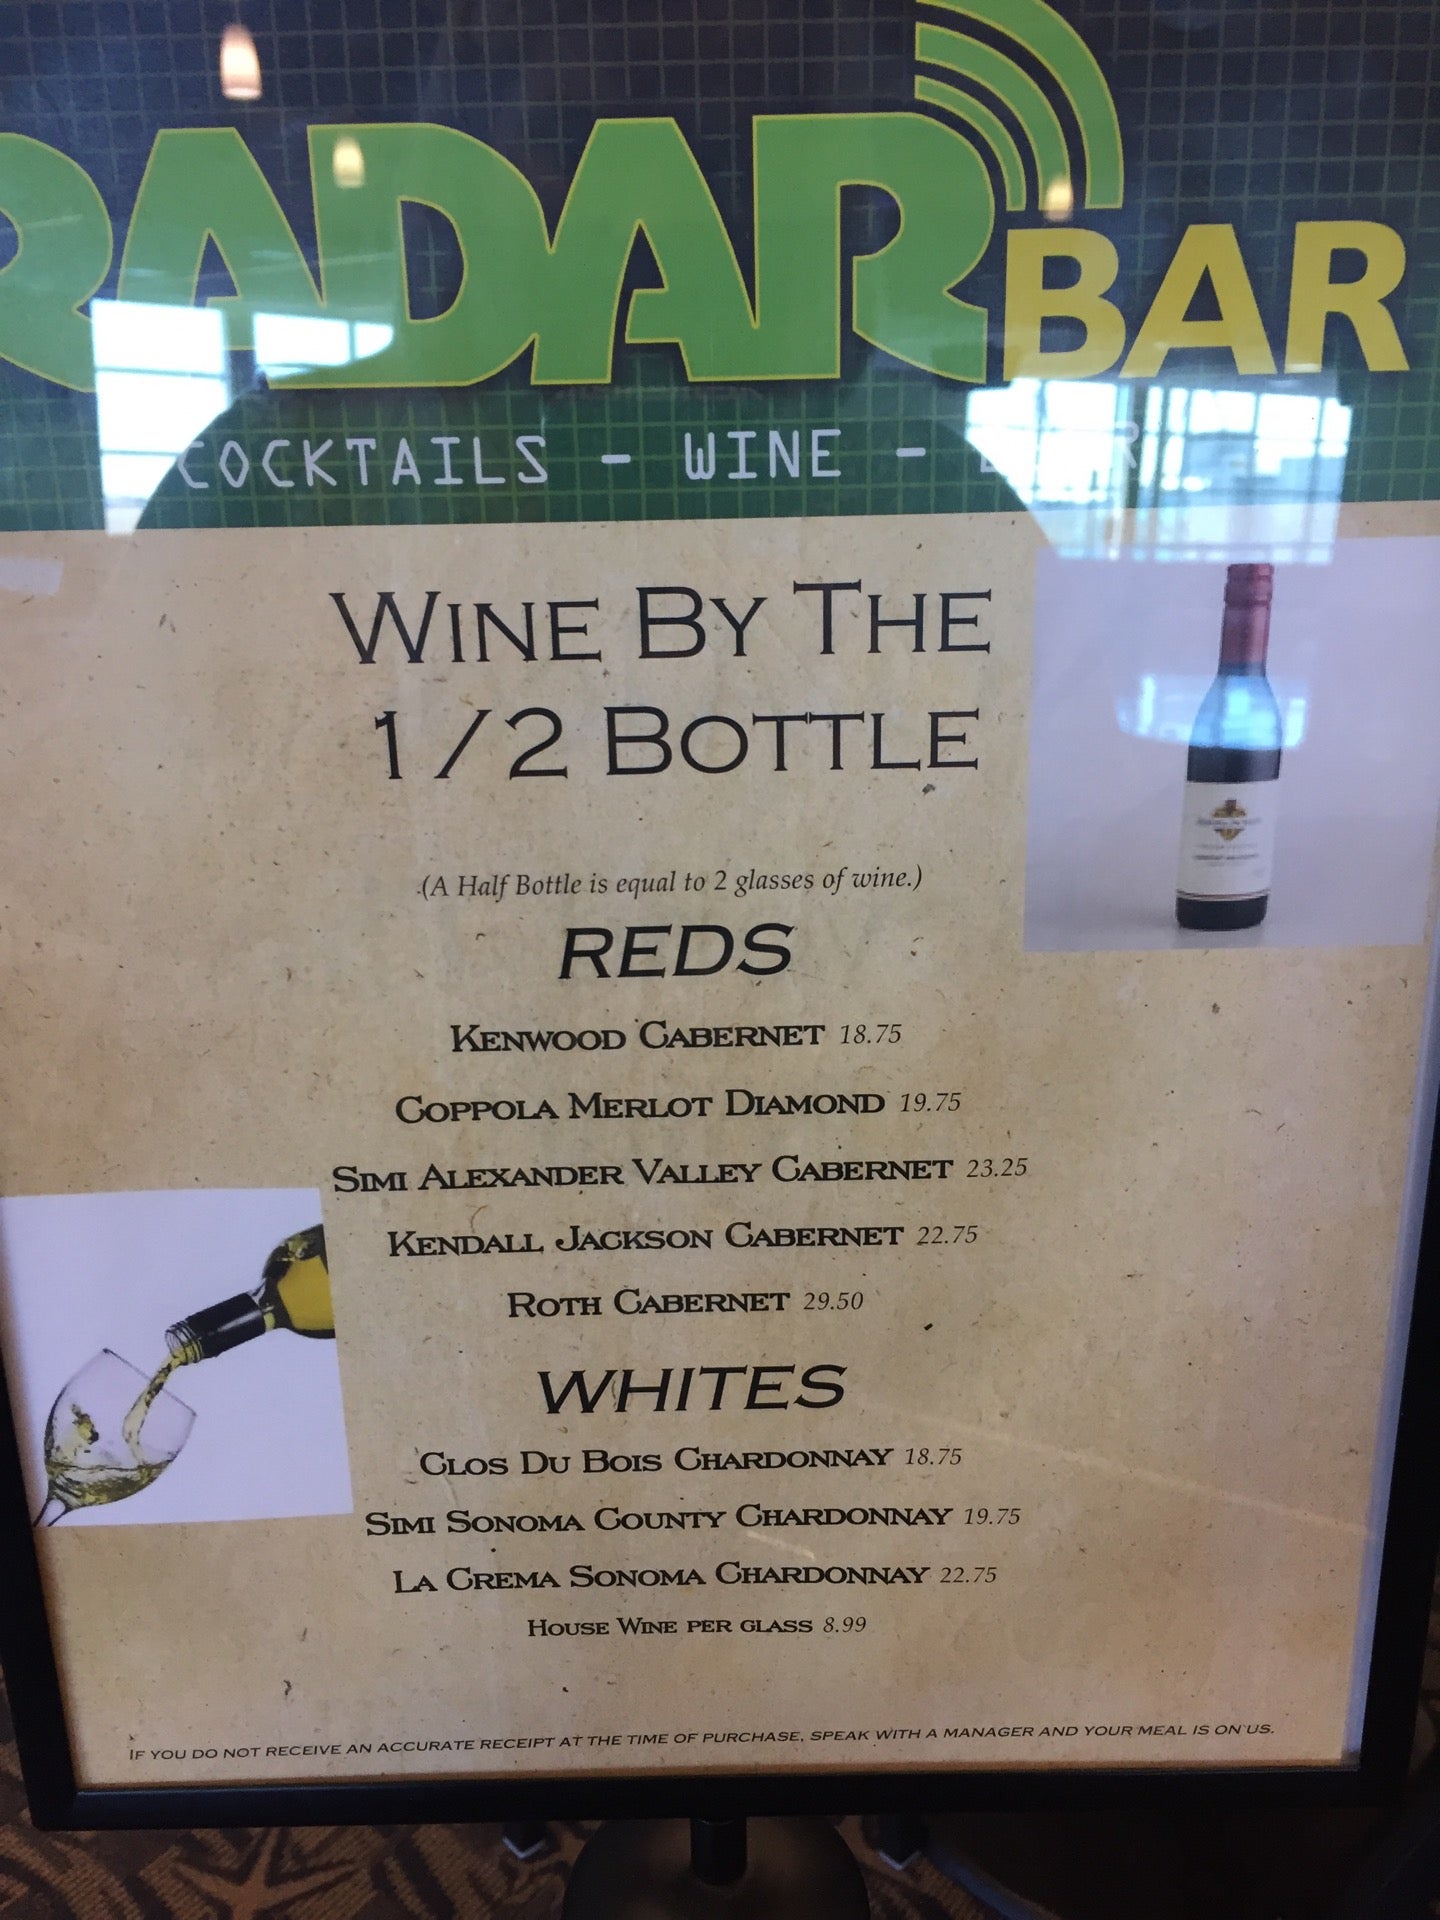 RADAR BAR
COCKTAILS - WINE -
WINE BY THE
1/2 BOTTLE
(A Half Bottle is equal to 2 glasses of wine.)
REDS
KENWOOD CABERNET 18.75
COPPOLA MERLOT DIAMOND 19.75
SIMI ALEXANDER VALLEY CABERNET 23.25
KENDALL JACKSON CABERNET 22.75
ROTH CABERNET 29.50
WHITES
CLOS DU BOIS CHARDONNAY 18.75
SIMI SONOMA COUNTY CHARDONNAY 19.75
LA CREMA SONOMA CHARDONNAY 22.75
HOUSE WINE PER GLASS 8.99
IF YOU DO NOT RECEIVE AN ACCURATE RECEIPT AT THE TIME OF PURCHASE, SPEAK WITH A MANAGER AND YOUR MEAL IS ON US.